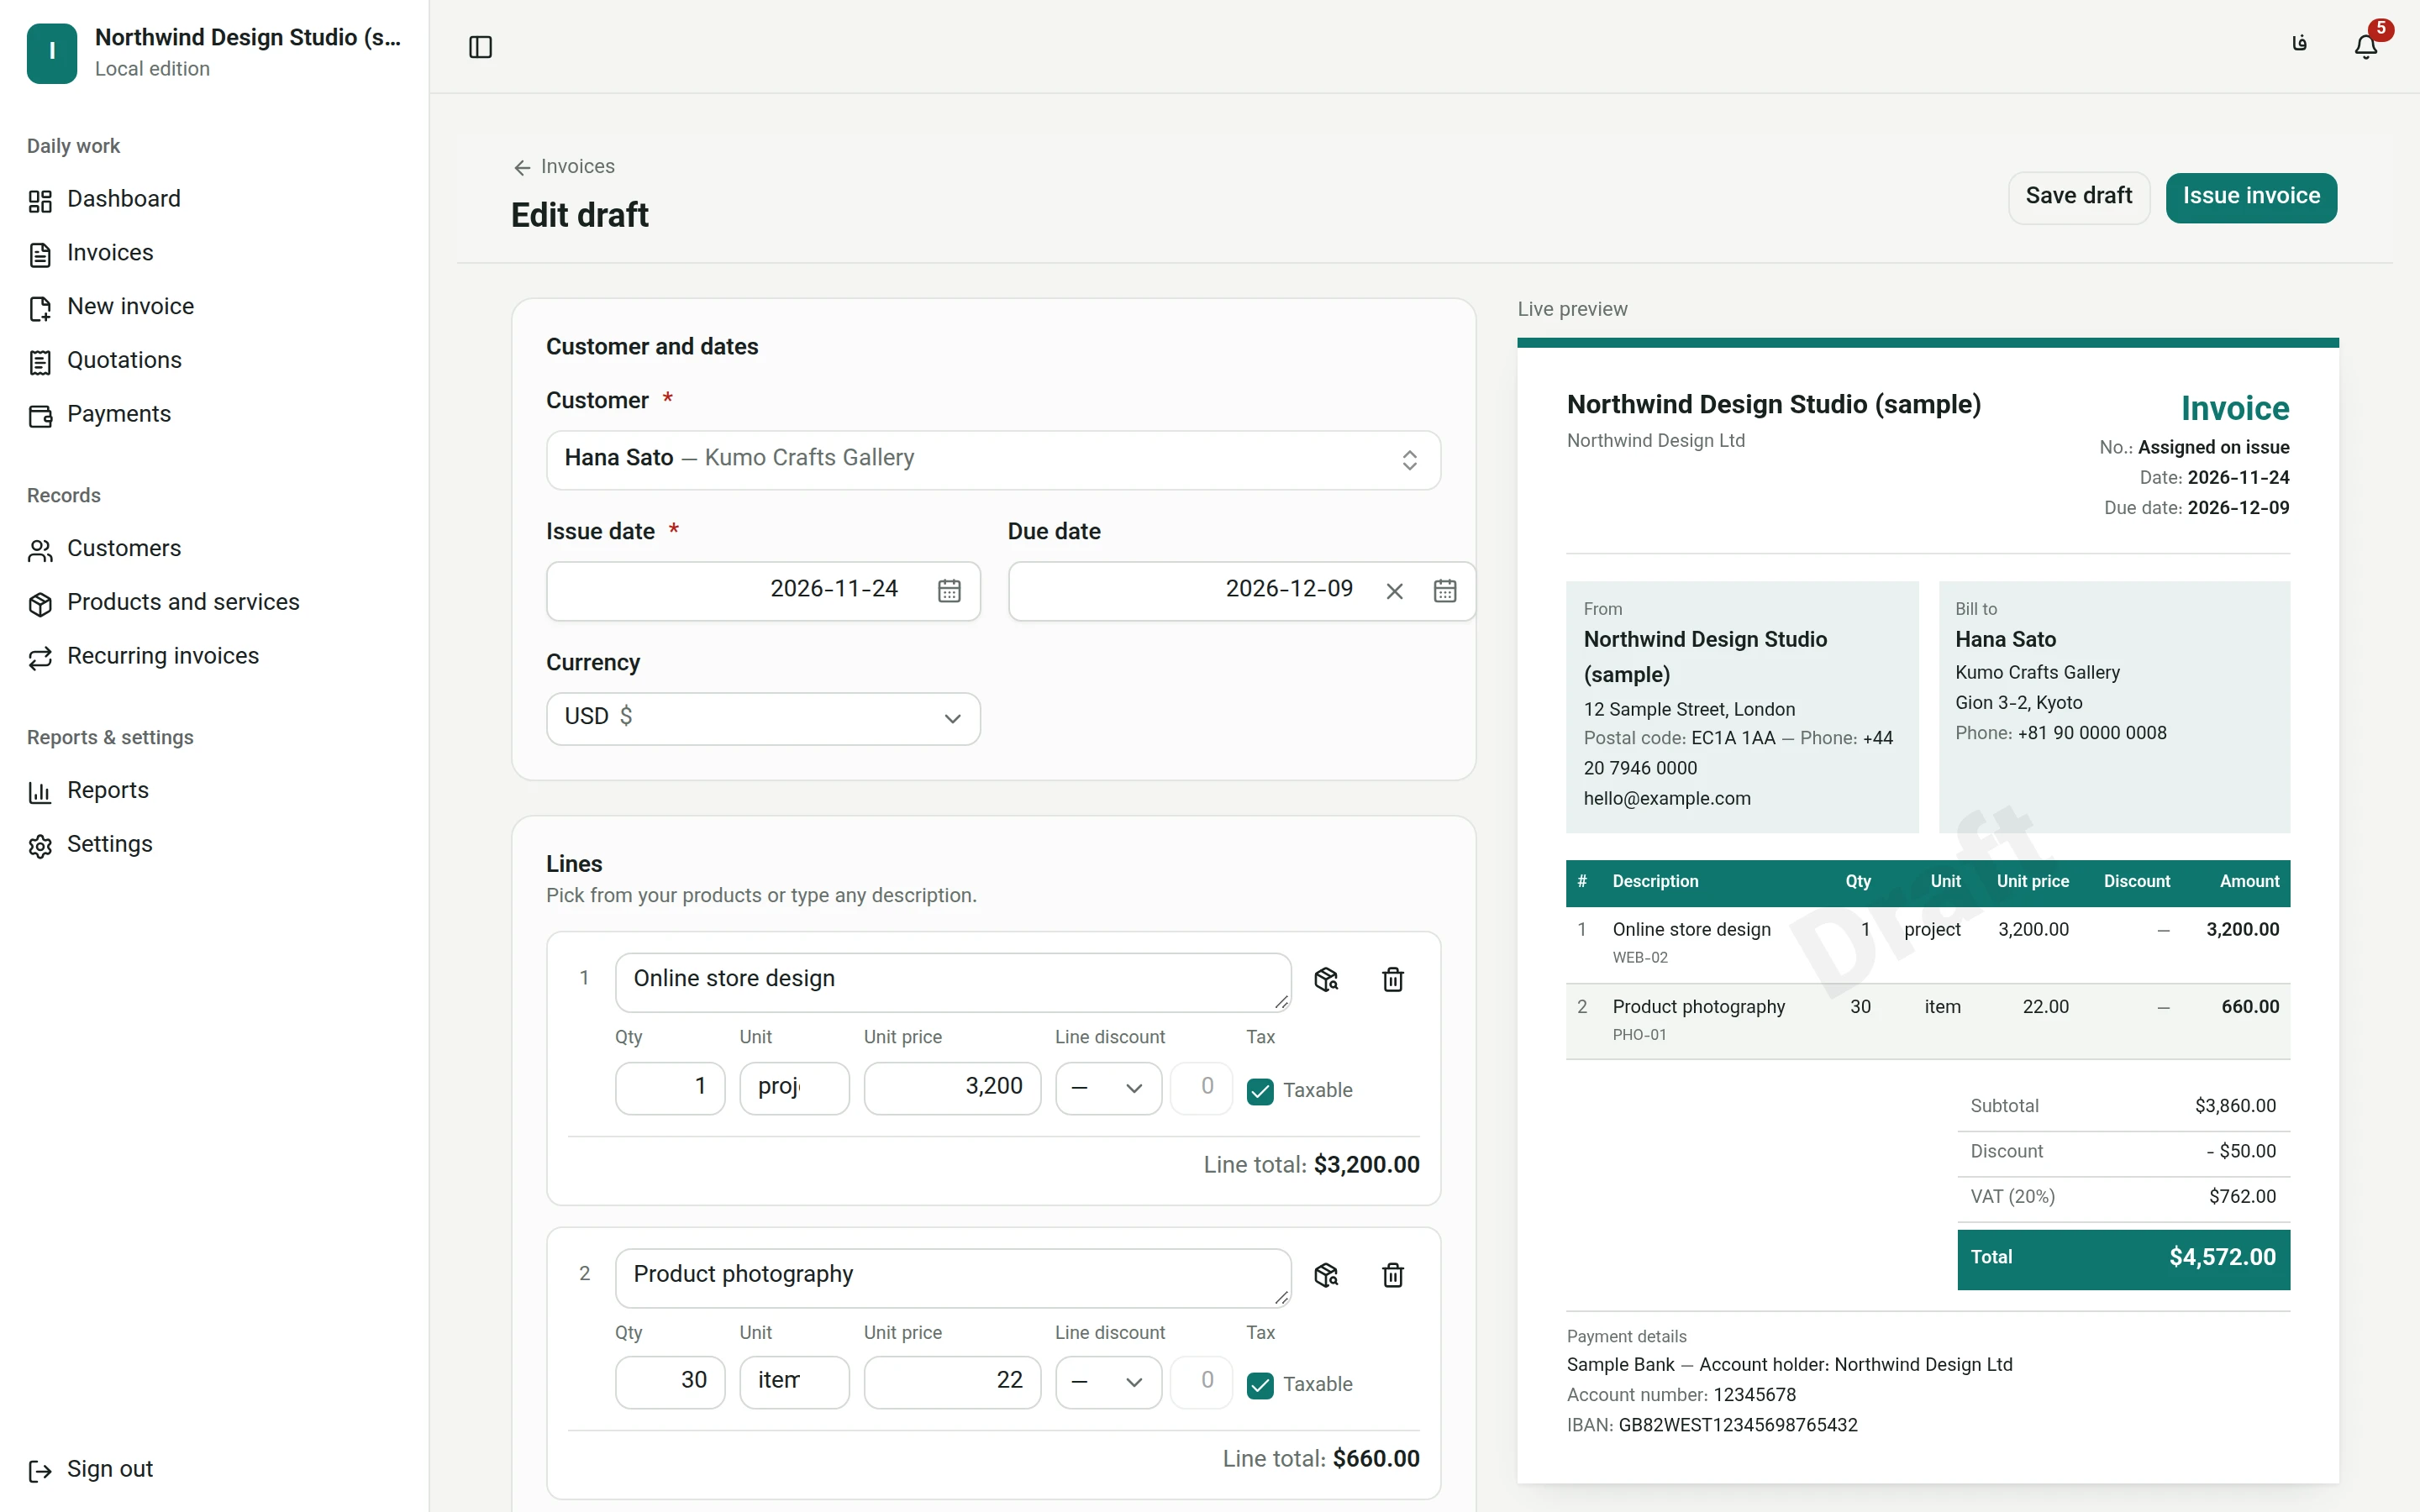 I
Northwind Design Studio (s...
Local edition
Daily work
Dashboard
Invoices
New invoice
Quotations
Payments
Records
Customers
Products and services
Recurring invoices
Reports & settings
Reports
Settings
Sign out
فا
5
Invoices
Edit draft
Save draft
Issue invoice
Customer and dates
Customer *
Hana Sato — Kumo Crafts Gallery
Issue date *
Due date
2026-11-24
2026-12-09
Currency
USD $
Lines
Pick from your products or type any description.
1
Online store design
Qty
Unit
Unit price
Line discount
Tax
1
proj
3,200
—
0
Taxable
Line total: $3,200.00
2
Product photography
Qty
Unit
Unit price
Line discount
Tax
30
item
22
—
0
Taxable
Line total: $660.00
Live preview
Northwind Design Studio (sample)
Northwind Design Ltd
Invoice
No.: Assigned on issue
Date: 2026-11-24
Due date: 2026-12-09
From
Northwind Design Studio
(sample)
12 Sample Street, London
Postal code: EC1A 1AA — Phone: +44
20 7946 0000
hello@example.com
Bill to
Hana Sato
Kumo Crafts Gallery
Gion 3-2, Kyoto
Phone: +81 90 0000 0008
Draft
# Description Qty Unit Unit price Discount Amount
1 Online store design 1 project 3,200.00 — 3,200.00
WEB-02
2 Product photography 30 item 22.00 — 660.00
PHO-01
Subtotal $3,860.00
Discount - $50.00
VAT (20%) $762.00
Total $4,572.00
Payment details
Sample Bank — Account holder: Northwind Design Ltd
Account number: 12345678
IBAN: GB82WEST12345698765432